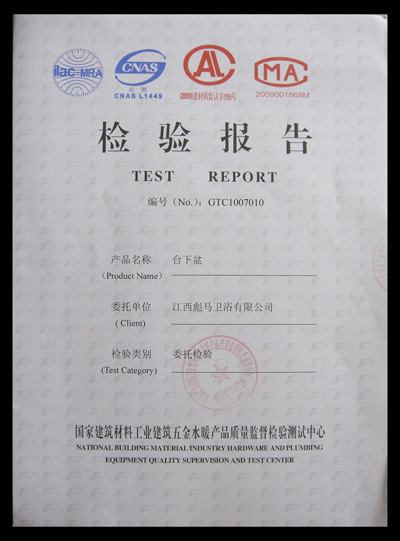 ilac-MRA
CNAS
检测
CNAS L1449
CAL
MA
2009001868M
检验报告
TEST REPORT
编号(No.): GTC1007010
产品名称 台下盆
(Product Name)
委托单位 江西彪马卫浴有限公司
( Client)
检验类别 委托检验
(Test Category)
国家建筑材料工业建筑五金水暖产品质量监督检验测试中心
NATIONAL BUILDING MATERIAL INDUSTRY HARDWARE AND PLUMBING
EQUIPMENT QUALITY SUPERVISION AND TEST CENTER